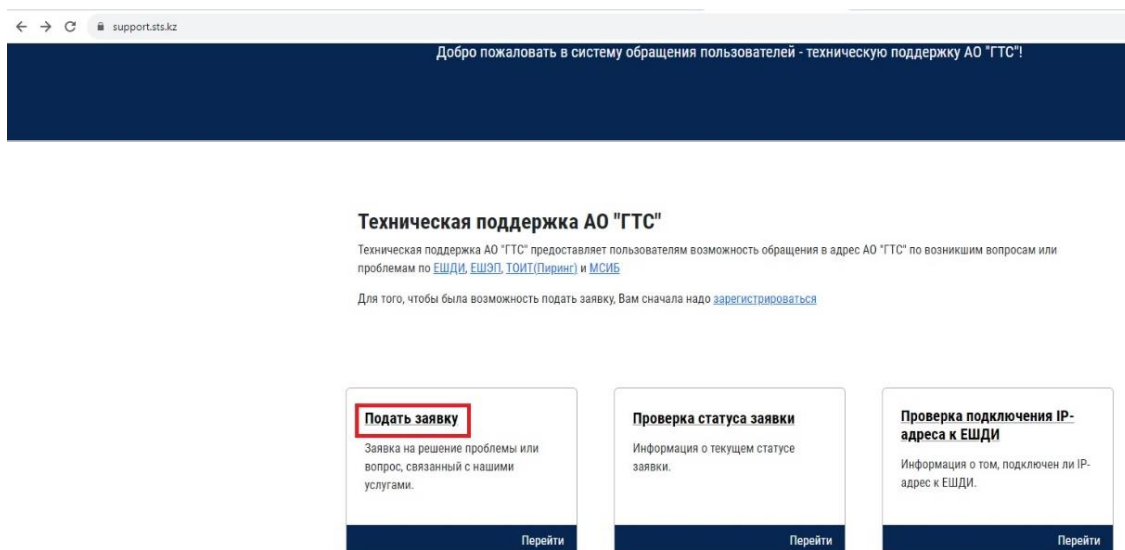 support.sts.kz
Добро пожаловать в систему обращения пользователей - техническую поддержку АО "ГТС"!
Техническая поддержка АО "ГТС"
Техническая поддержка АО "ГТС" предоставляет пользователям возможность обращения в адрес АО "ГТС" по возникшим вопросам или
проблемам по ЕШДИ, ЕШЭП, ТОИТ(Пиринг) и МСИБ
Для того, чтобы была возможность подать заявку, Вам сначала надо зарегистрироваться
Подать заявку
Заявка на решение проблемы или
вопрос, связанный с нашими
услугами.
Перейти
Проверка статуса заявки
Информация о текущем статусе
заявки.
Перейти
Проверка подключения IP-
адреса к ЕШДИ
Информация о том, подключен ли IP-
адрес к ЕШДИ.
Перейти